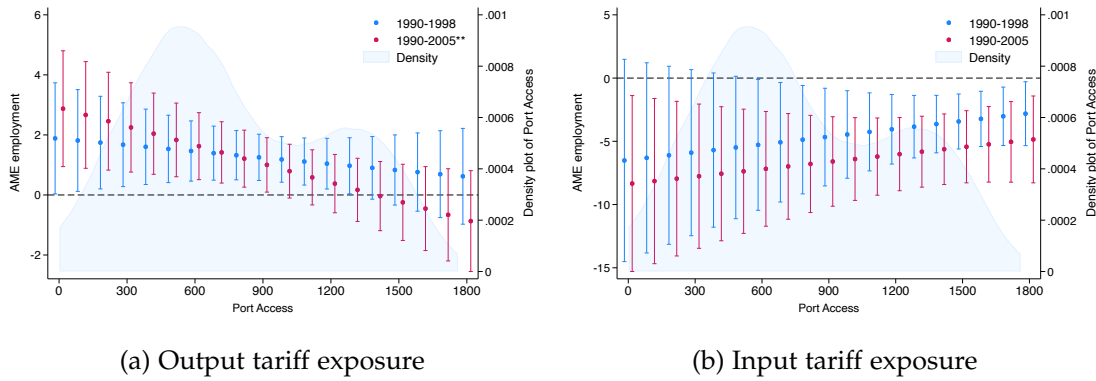 6
4
2
0
-2
AME employment
0 300 600 900 1200 1500 1800
Port Access
.001
.0008
.0006
.0004
.0002
0
Density plot of Port Access
1990-1998
1990-2005**
Density
(a) Output tariff exposure
5
0
-5
-10
-15
AME employment
0 300 600 900 1200 1500 1800
Port Access
.001
.0008
.0006
.0004
.0002
0
Density plot of Port Access
1990-1998
1990-2005
Density
(b) Input tariff exposure